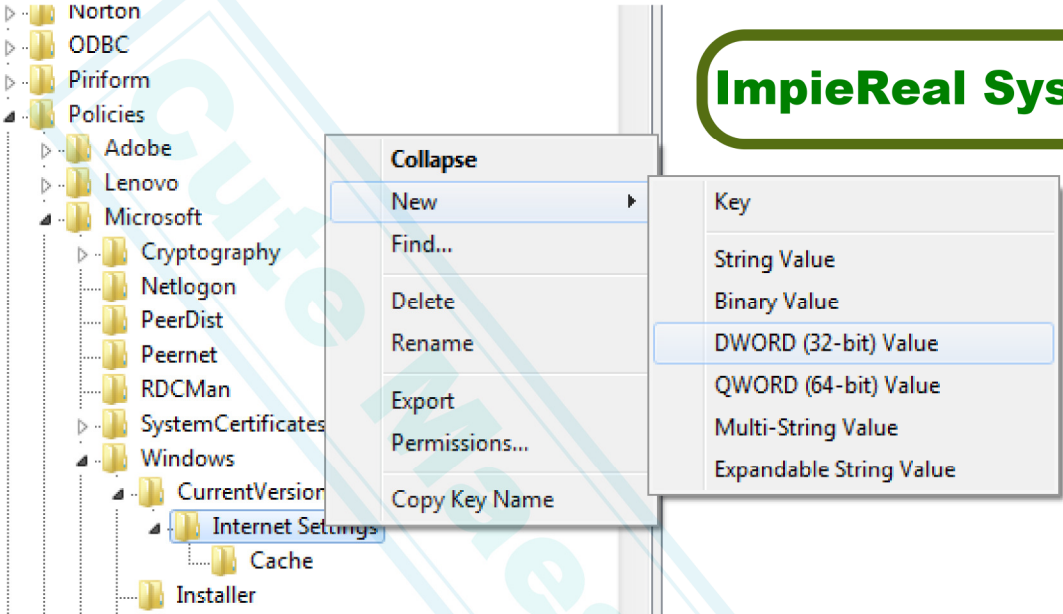 Norton
ODBC
Piriform
Policies
Adobe
Lenovo
Microsoft
Cryptography
Netlogon
PeerDist
Peernet
RDCMan
SystemCertificates
Windows
CurrentVersion
Internet Settings
Cache
Installer
Collapse
New
Find...
Delete
Rename
Export
Permissions...
Copy Key Name
Key
String Value
Binary Value
DWORD (32-bit) Value
QWORD (64-bit) Value
Multi-String Value
Expandable String Value
ImpieReal Sys
Cute Maes